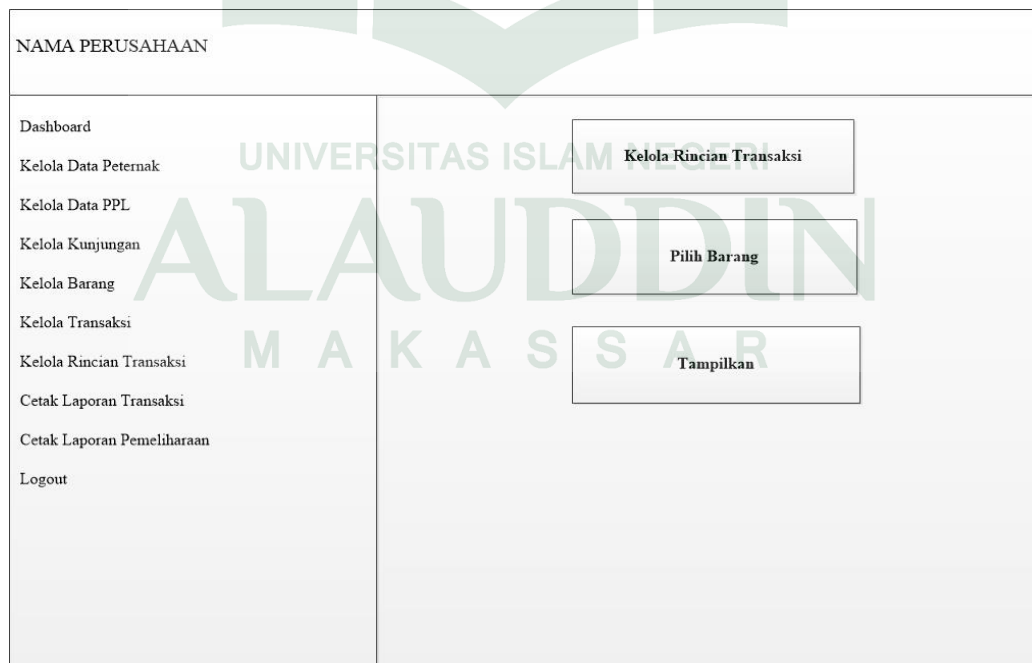 NAMA PERUSAHAAN
Dashboard
Kelola Data Peternak
Kelola Data PPL
Kelola Kunjungan
Kelola Barang
Kelola Transaksi
Kelola Rincian Transaksi
Cetak Laporan Transaksi
Cetak Laporan Pemeliharaan
Logout
Kelola Rincian Transaksi
Pilih Barang
Tampilkan
UNIVERSITAS ISLAM NEGERI
ALAUDDIN
MAKASSAR